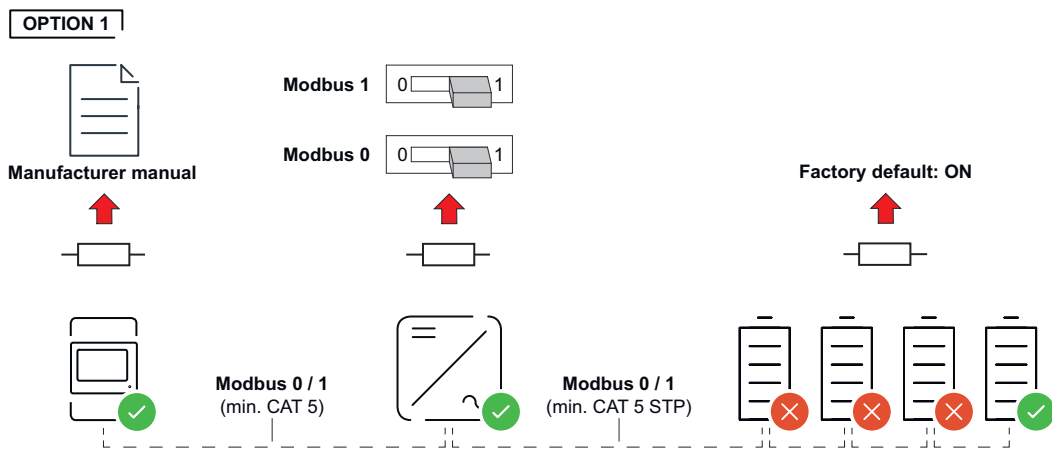 OPTION 1
Modbus 1
0
1
Modbus 0
0
1
Manufacturer manual
Factory default: ON
Modbus 0 / 1
(min. CAT 5)
Modbus 0 / 1
(min. CAT 5 STP)